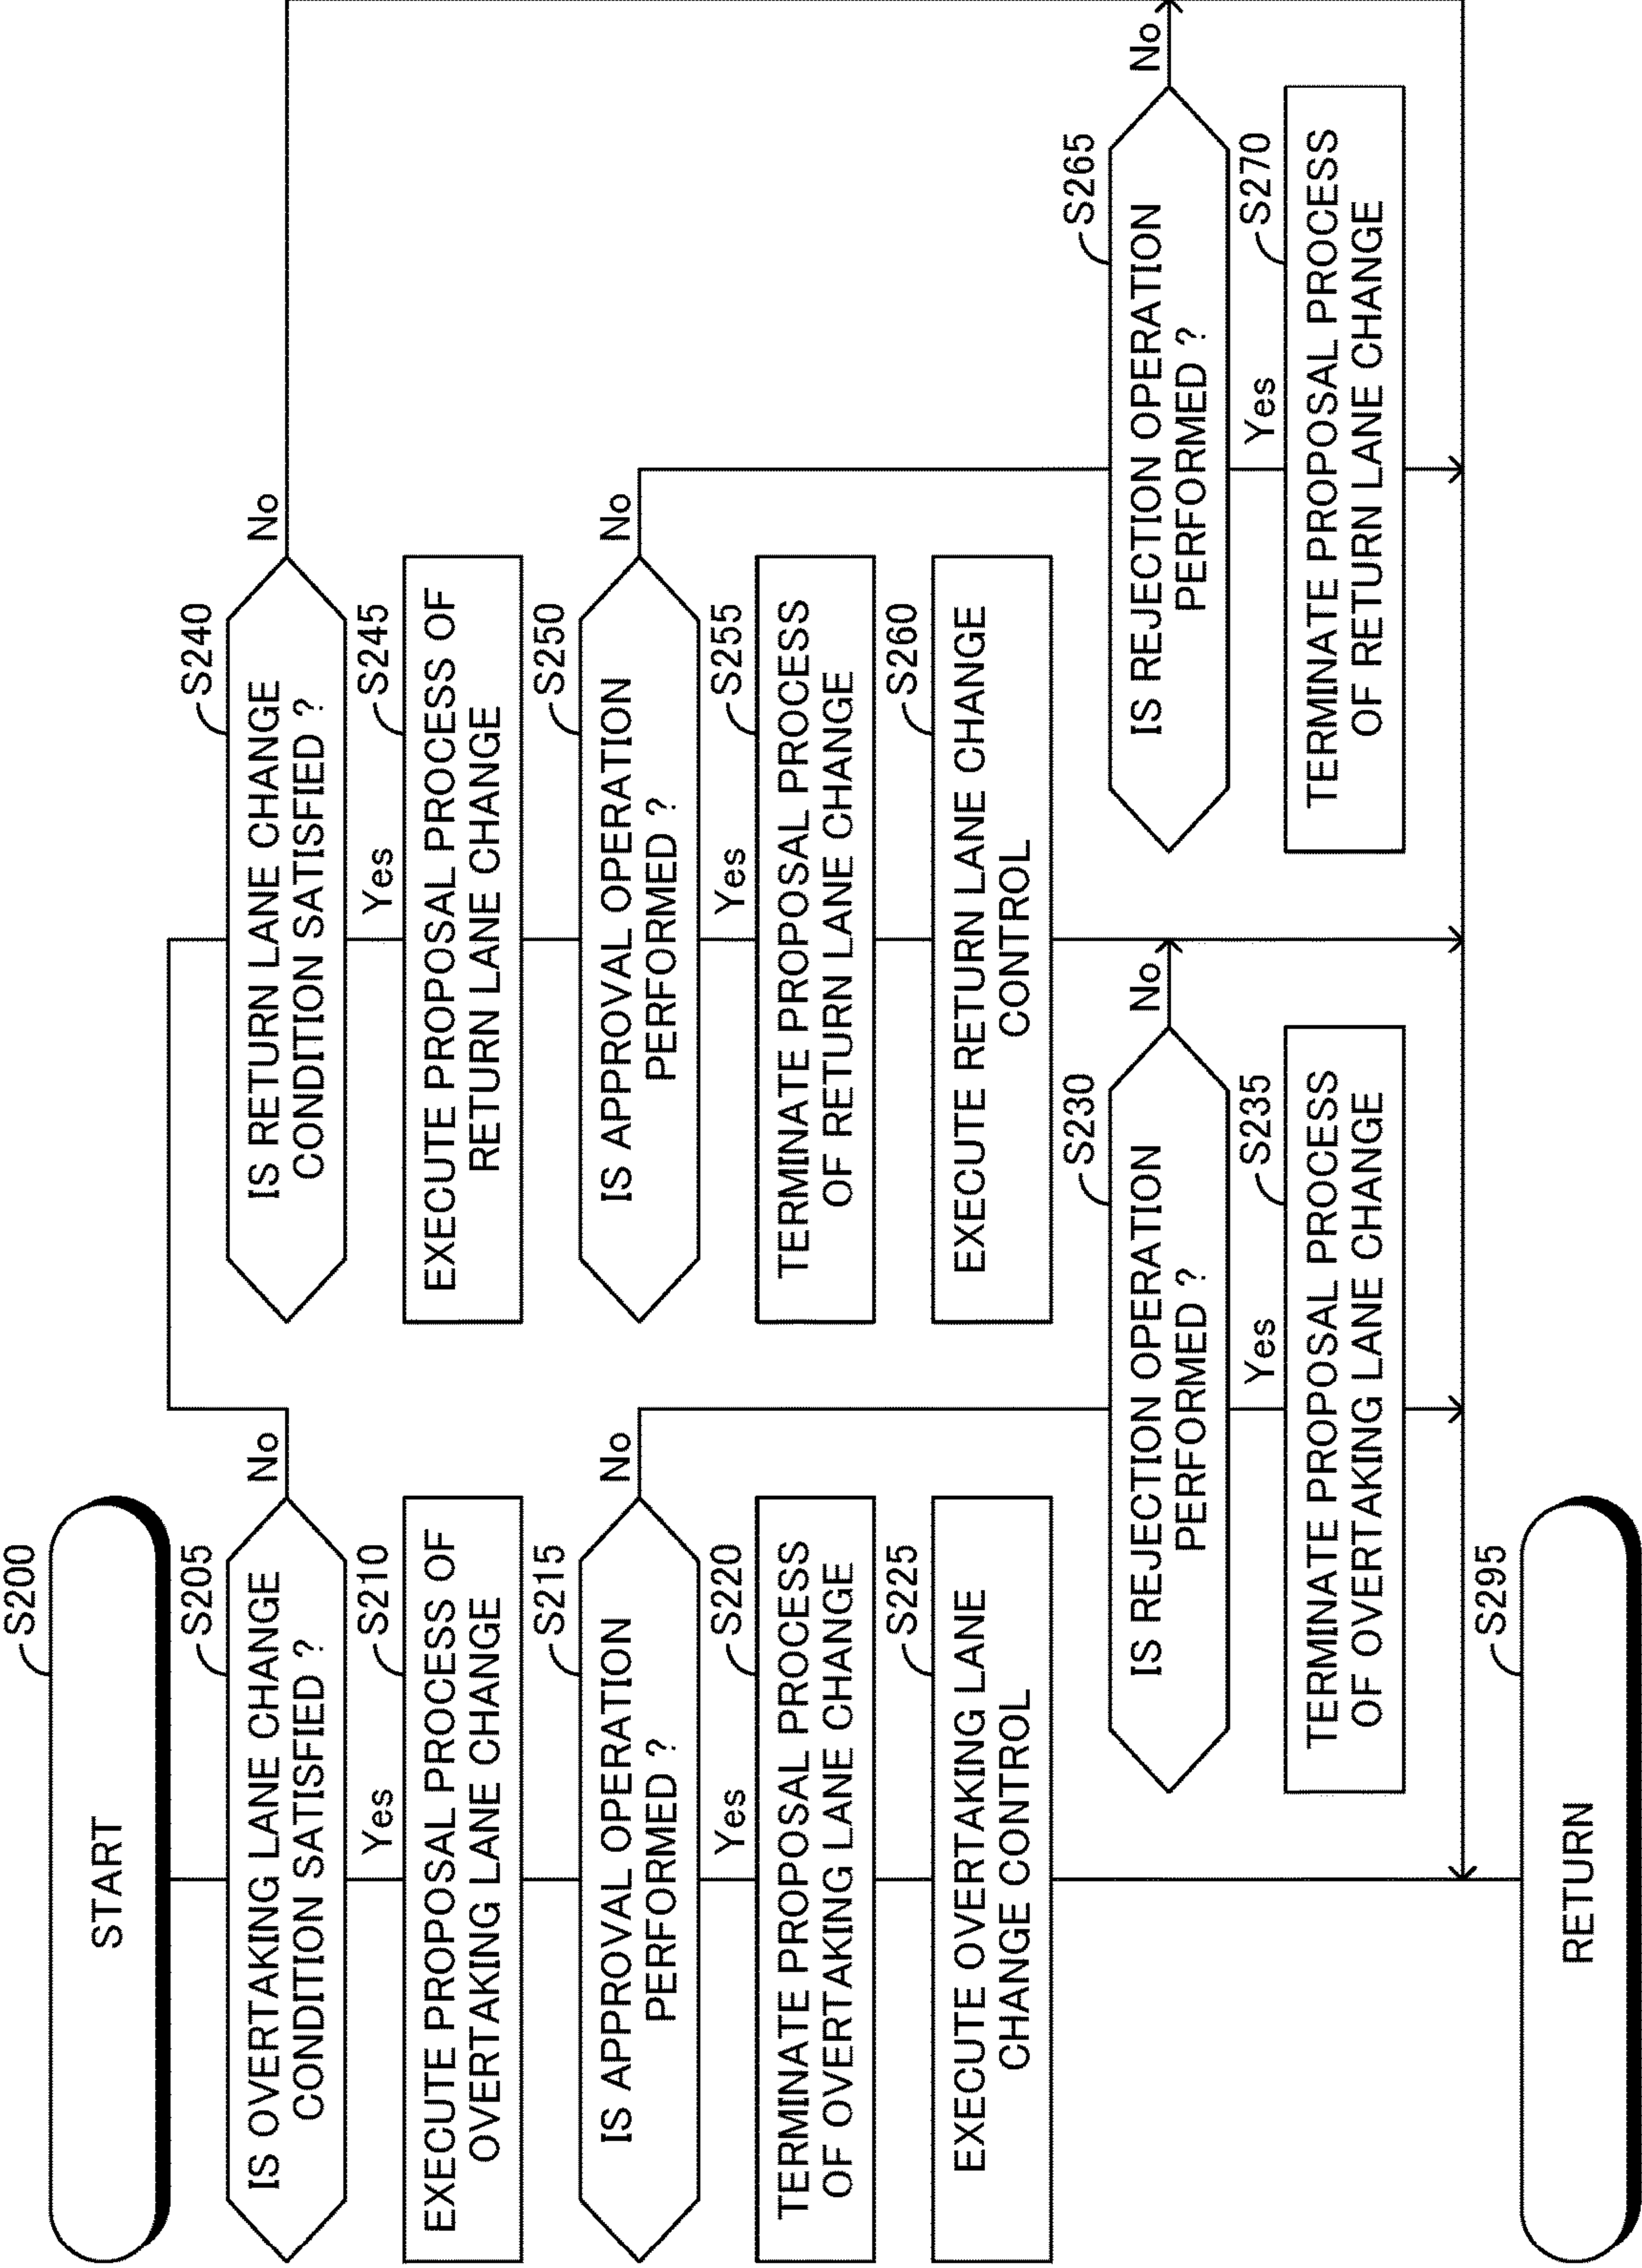 S200
START
S205
IS OVERTAKING LANE CHANGE
CONDITION SATISFIED ?
No
Yes
S210
EXECUTE PROPOSAL PROCESS OF
OVERTAKING LANE CHANGE
S215
IS APPROVAL OPERATION
PERFORMED ?
No
Yes
S220
TERMINATE PROPOSAL PROCESS
OF OVERTAKING LANE CHANGE
S225
EXECUTE OVERTAKING LANE
CHANGE CONTROL
S230
IS REJECTION OPERATION
PERFORMED ?
No
Yes
S235
TERMINATE PROPOSAL PROCESS
OF OVERTAKING LANE CHANGE
S240
IS RETURN LANE CHANGE
CONDITION SATISFIED ?
No
Yes
S245
EXECUTE PROPOSAL PROCESS OF
RETURN LANE CHANGE
S250
IS APPROVAL OPERATION
PERFORMED ?
No
Yes
S255
TERMINATE PROPOSAL PROCESS
OF RETURN LANE CHANGE
S260
EXECUTE RETURN LANE CHANGE
CONTROL
S265
IS REJECTION OPERATION
PERFORMED ?
No
Yes
S270
TERMINATE PROPOSAL PROCESS
OF RETURN LANE CHANGE
S295
RETURN